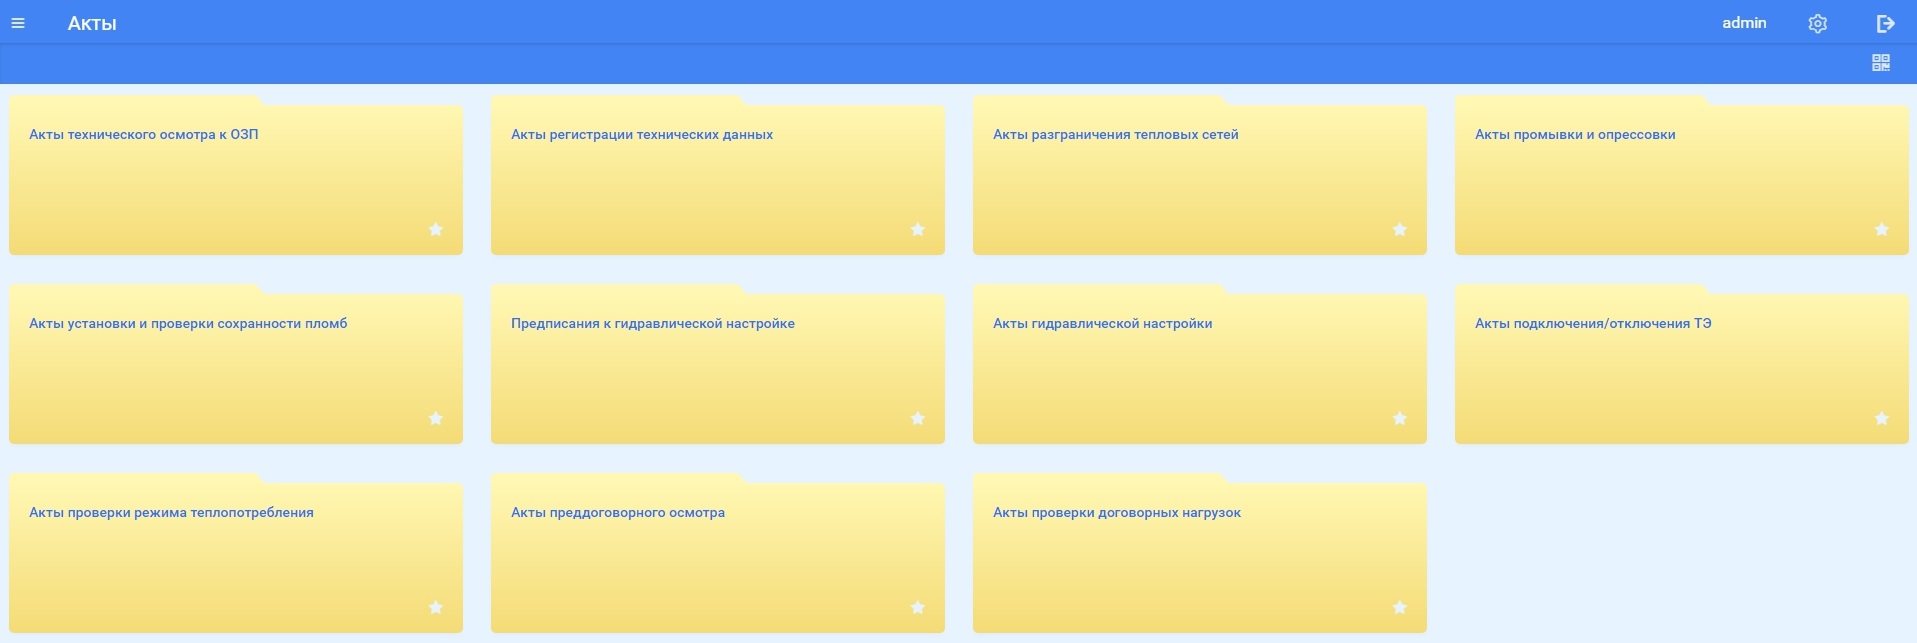 Акты
admin
Акты технического осмотра к ОЗП
Акты регистрации технических данных
Акты разграничения тепловых сетей
Акты промывки и опрессовки
Акты установки и проверки сохранности пломб
Предписания к гидравлической настройке
Акты гидравлической настройки
Акты подключения/отключения ТЭ
Акты проверки режима теплопотребления
Акты преддоговорного осмотра
Акты проверки договорных нагрузок